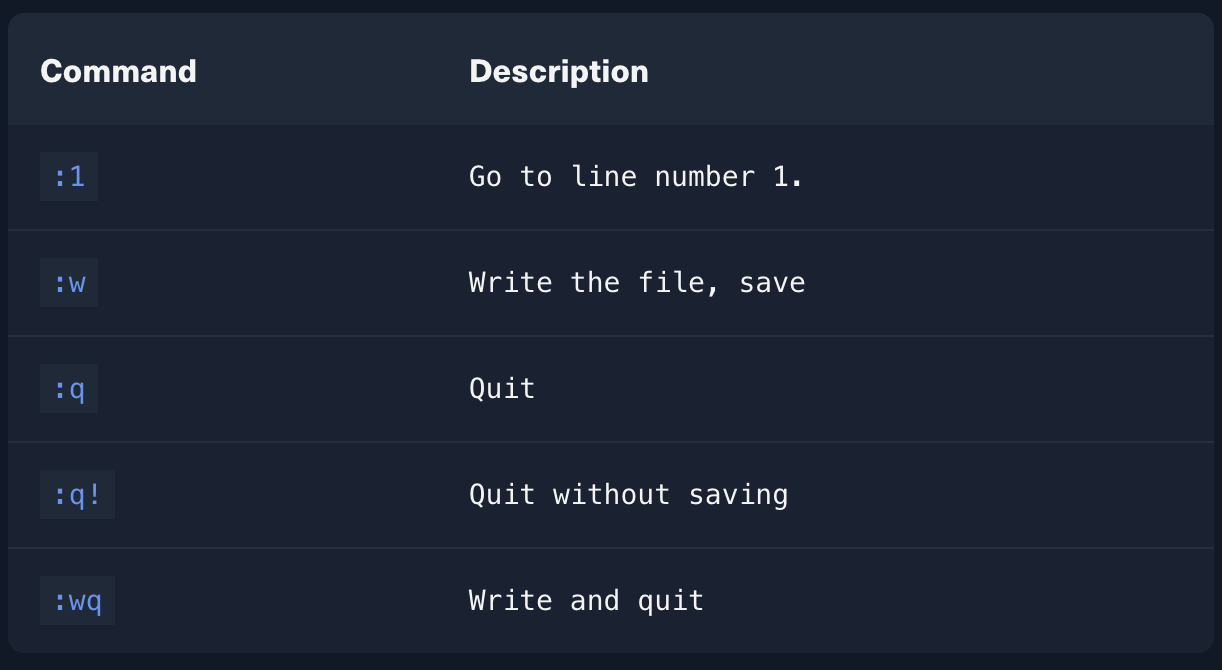 Command Description
:1 Go to line number 1.
:w Write the file, save
:q Quit
:q! Quit without saving
:wq Write and quit